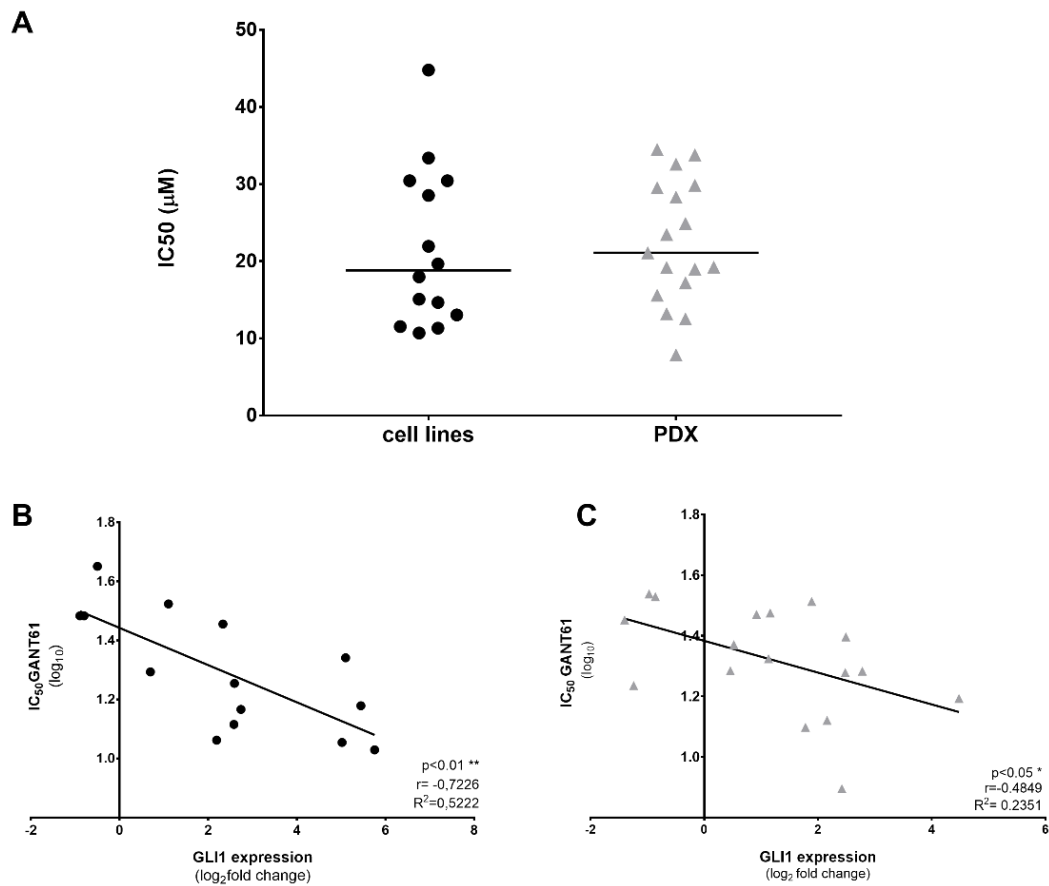 A
50
40
30
20
10
0
IC50 (µM)
cell lines
PDX
B
1.8
1.6
1.4
1.2
1.0
IC₅₀GANT61
(log₁₀)
p<0.01 **
r= -0,7226
R²=0,5222
-2 0 2 4 6 8
GLI1 expression
(log₂fold change)
C
1.8
1.6
1.4
1.2
1.0
IC₅₀ GANT61
(log₁₀)
p<0.05 *
r=-0.4849
R²= 0.2351
-2 0 2 4 6
GLI1 expression
(log₂ fold change)